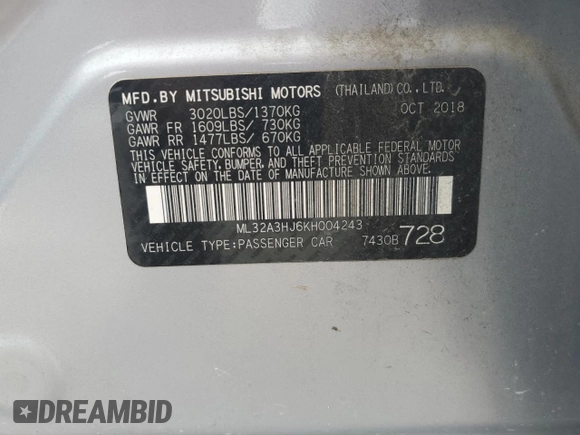 MFD.BY MITSUBISHI MOTORS (THAILAND)CO.,LTD.
GVWR 3020LBS/1370KG OCT 2018
GAWR FR 1609LBS/ 730KG
GAWR RR 1477LBS/ 670KG
THIS VEHICLE CONFORMS TO ALL APPLICABLE FEDERAL MOTOR
VEHICLE SAFETY, BUMPER, AND THEFT PREVENTION STANDARDS
IN EFFECT ON THE DATE OF MANUFACTURE SHOWN ABOVE.
ML32A3HJ6KH004243
VEHICLE TYPE:PASSENGER CAR 7430B 728
DREAMBID